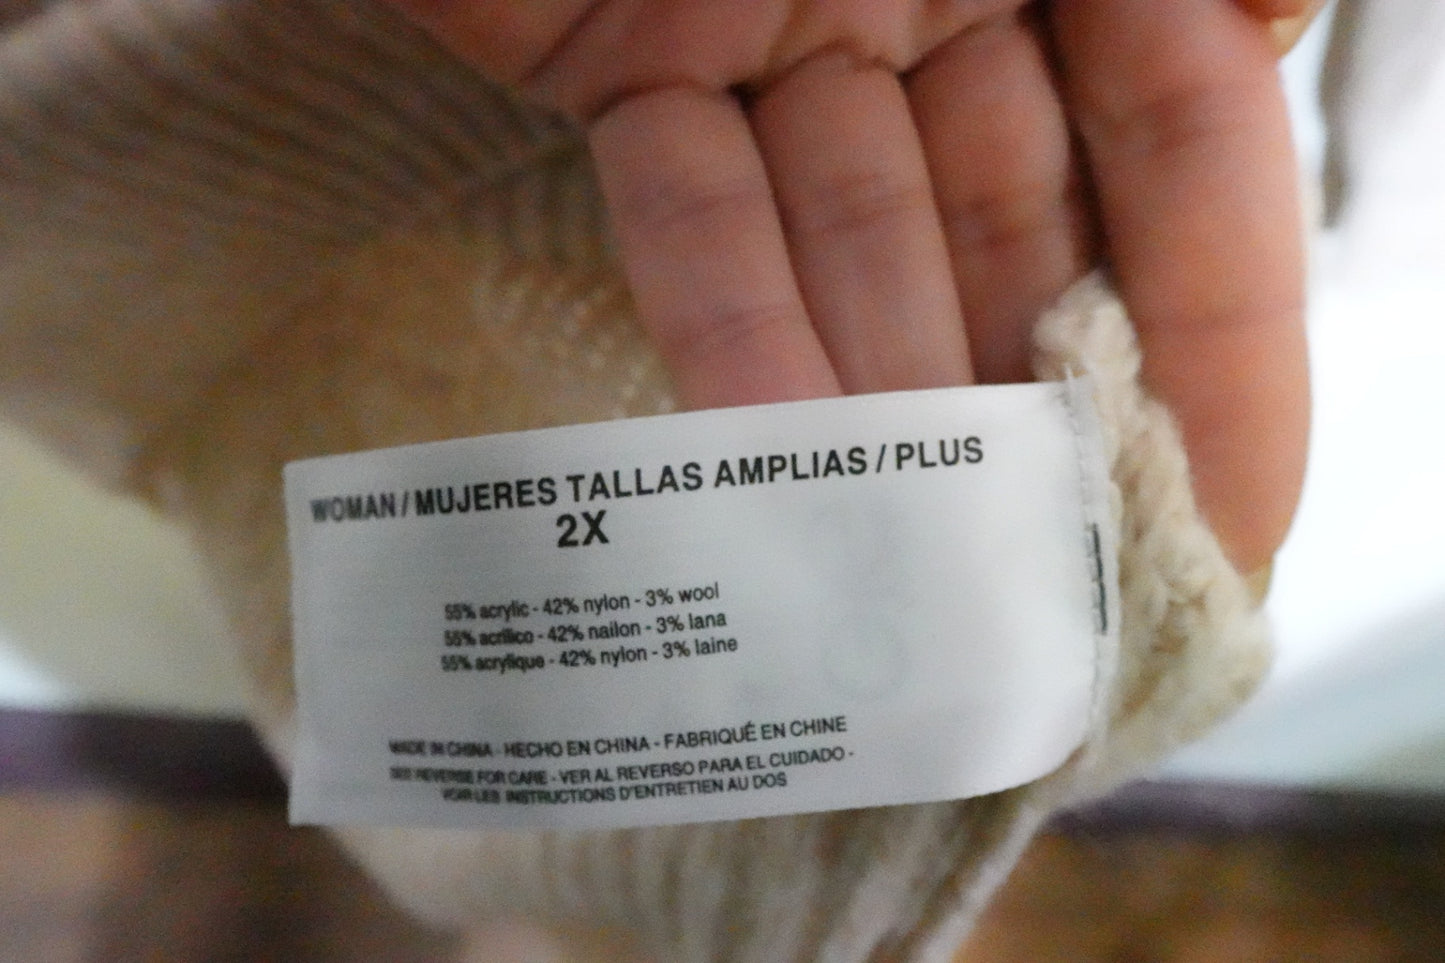 WOMAN / MUJERES TALLAS AMPLIAS / PLUS
2X
55% acrylic - 42% nylon - 3% wool
55% acrílico - 42% nailon - 3% lana
55% acrylique - 42% nylon - 3% laine
MADE IN CHINA - HECHO EN CHINA - FABRIQUÉ EN CHINE
SEE REVERSE FOR CARE - VER AL REVERSO PARA EL CUIDADO -
VOIR LES INSTRUCTIONS D'ENTRETIEN AU DOS